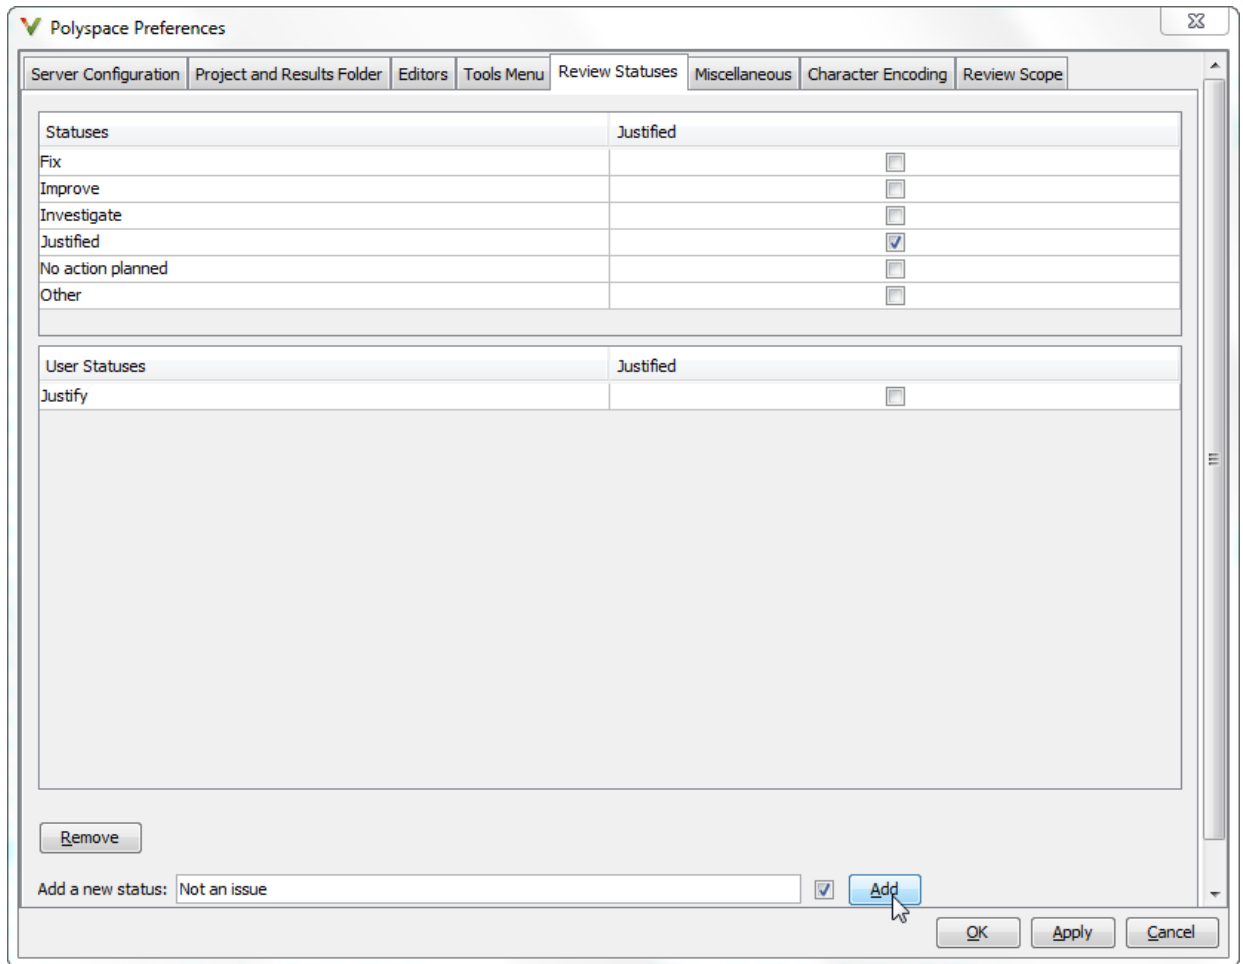 Polyspace Preferences
Server Configuration Project and Results Folder Editors Tools Menu Review Statuses Miscellaneous Character Encoding Review Scope
Statuses Justified
Fix
Improve
Investigate
Justified
No action planned
Other
User Statuses Justified
Justify
Remove
Add a new status: Not an issue Add
OK Apply Cancel